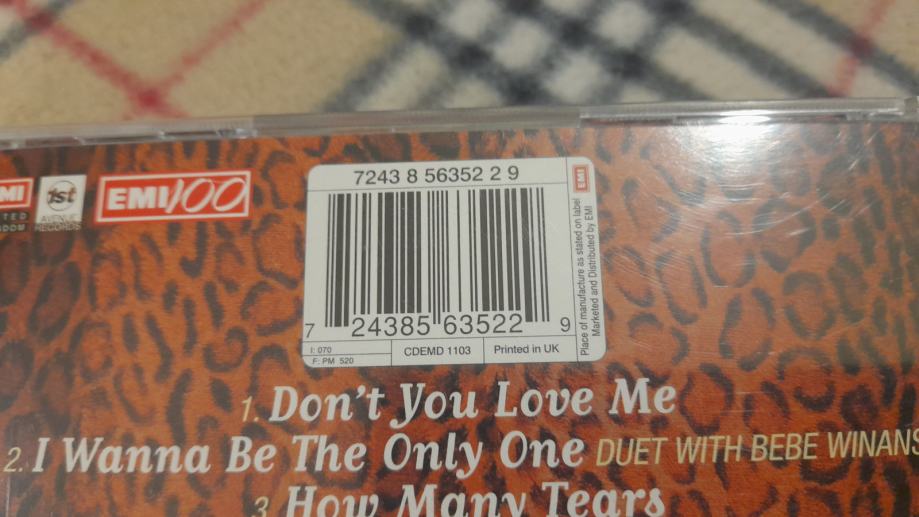 7243 8 56352 2 9
EMI
Place of manufacture as stated on label
Marketed and Distributed by EMI
7 24385 63522 9
I: 070
F: PM 520
CDEMD 1103
Printed in UK
1st
AVENUE
RECORDS
EMI 100
1. Don't You Love Me
2. I Wanna Be The Only One DUET WITH BEBE WINANS
3. How Many Tears